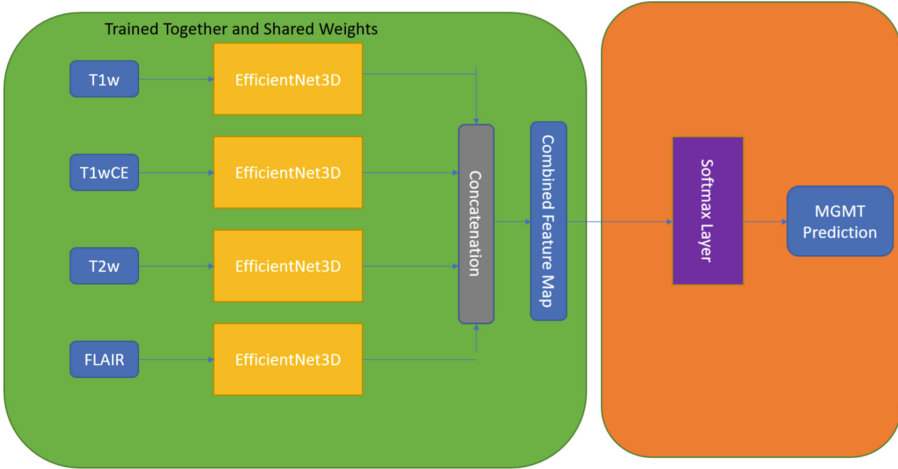 Trained Together and Shared Weights
T1w
EfficientNet3D
T1wCE
EfficientNet3D
T2w
EfficientNet3D
FLAIR
EfficientNet3D
Concatenation
Combined Feature Map
Softmax Layer
MGMT
Prediction